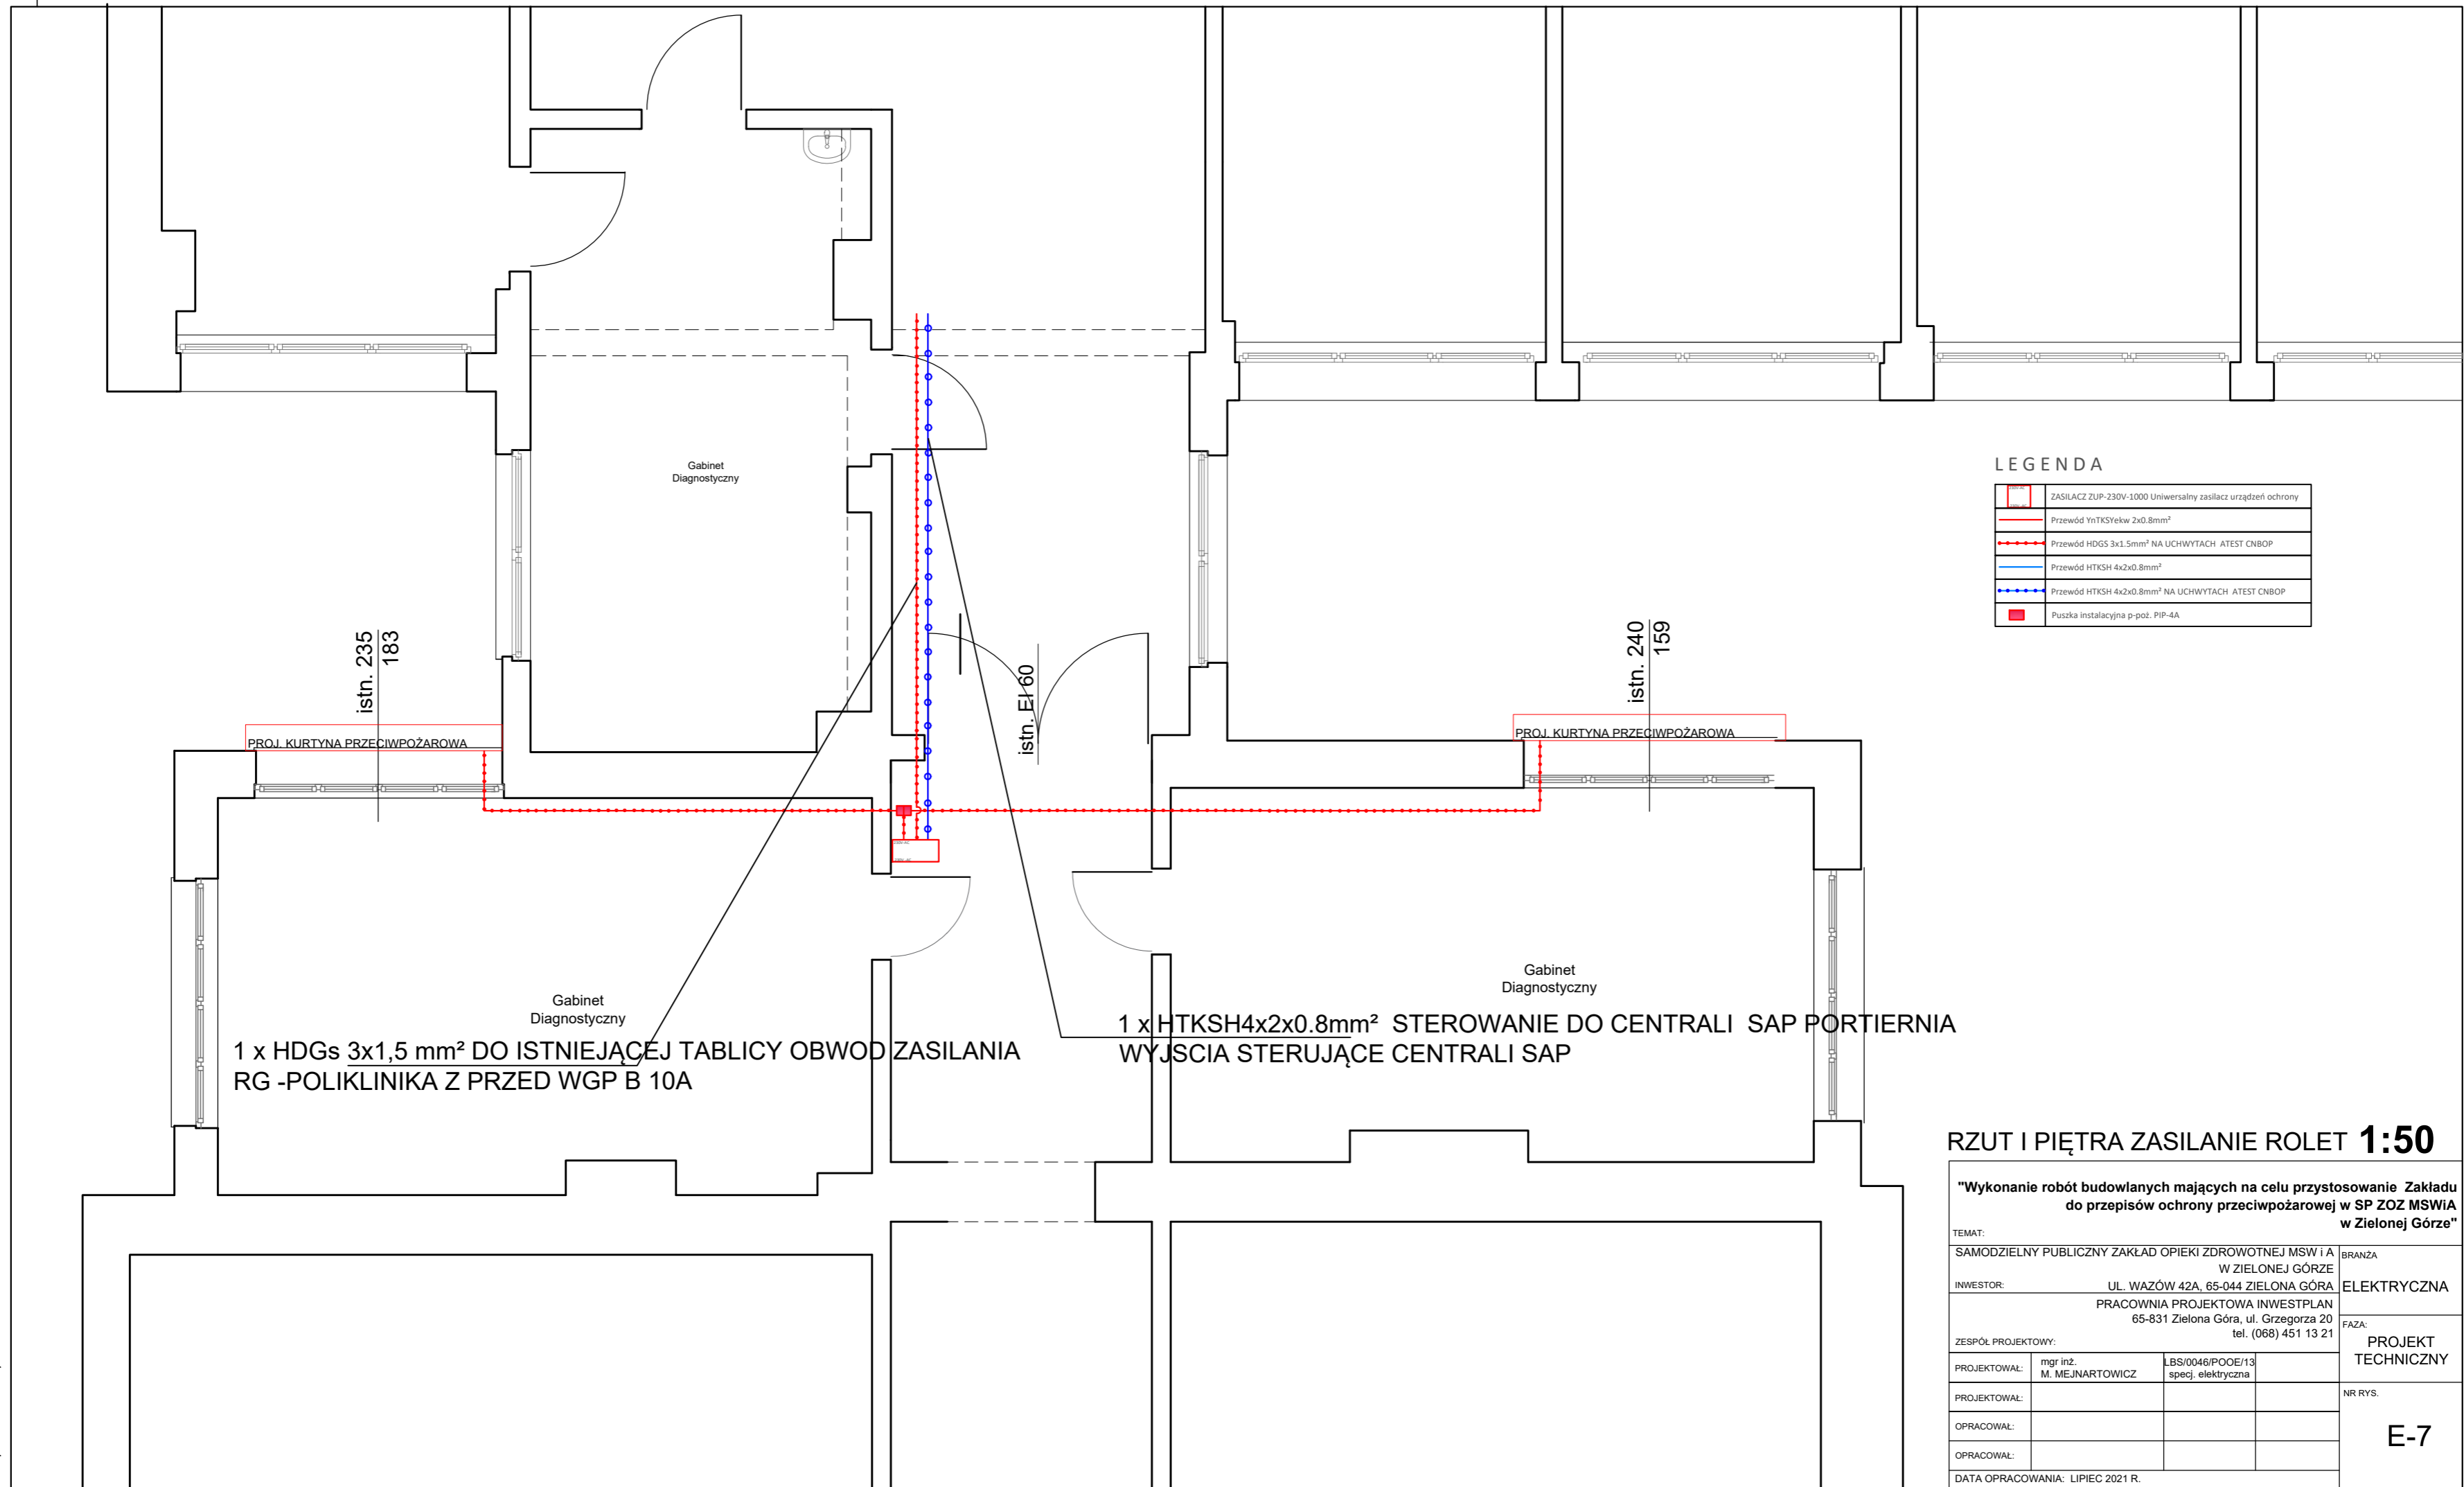 Gabinet
Diagnostyczny
istn. 235
183
istn. EI 60
istn. 240
159
PROJ. KURTYNA PRZECIWPOŻAROWA
PROJ. KURTYNA PRZECIWPOŻAROWA
LEGENDA
ZASILACZ ZUP-230V-1000 Uniwersalny zasilacz urządzeń ochrony
Przewód YnTKSYekw 2x0.8mm²
Przewód HDGS 3x1.5mm² NA UCHWYTACH ATEST CNBOP
Przewód HTKSH 4x2x0.8mm²
Przewód HTKSH 4x2x0.8mm² NA UCHWYTACH ATEST CNBOP
Puszka instalacyjna p-poż. PIP-4A
Gabinet
Diagnostyczny
1 x HDGs 3x1,5 mm² DO ISTNIEJĄCEJ TABLICY OBWOD ZASILANIA
RG -POLIKLINIKA Z PRZED WGP B 10A
Gabinet
Diagnostyczny
1 x HTKSH4x2x0.8mm² STEROWANIE DO CENTRALI SAP PORTIERNIA
WYJSCIA STERUJĄCE CENTRALI SAP
RZUT I PIĘTRA ZASILANIE ROLET 1:50
"Wykonanie robót budowlanych mających na celu przystosowanie Zakładu
do przepisów ochrony przeciwpożarowej w SP ZOZ MSWiA
w Zielonej Górze"
TEMAT:
SAMODZIELNY PUBLICZNY ZAKŁAD OPIEKI ZDROWOTNEJ MSW i A
W ZIELONEJ GÓRZE
INWESTOR: UL. WAZÓW 42A, 65-044 ZIELONA GÓRA
BRANŻA
ELEKTRYCZNA
PRACOWNIA PROJEKTOWA INWESTPLAN
65-831 Zielona Góra, ul. Grzegorza 20
tel. (068) 451 13 21
ZESPÓŁ PROJEKTOWY:
FAZA:
PROJEKT
TECHNICZNY
PROJEKTOWAŁ: mgr inż.
M. MEJNARTOWICZ
LBS/0046/POOE/13
specj. elektryczna
PROJEKTOWAŁ:
OPRACOWAŁ:
OPRACOWAŁ:
NR RYS.
E-7
DATA OPRACOWANIA: LIPIEC 2021 R.